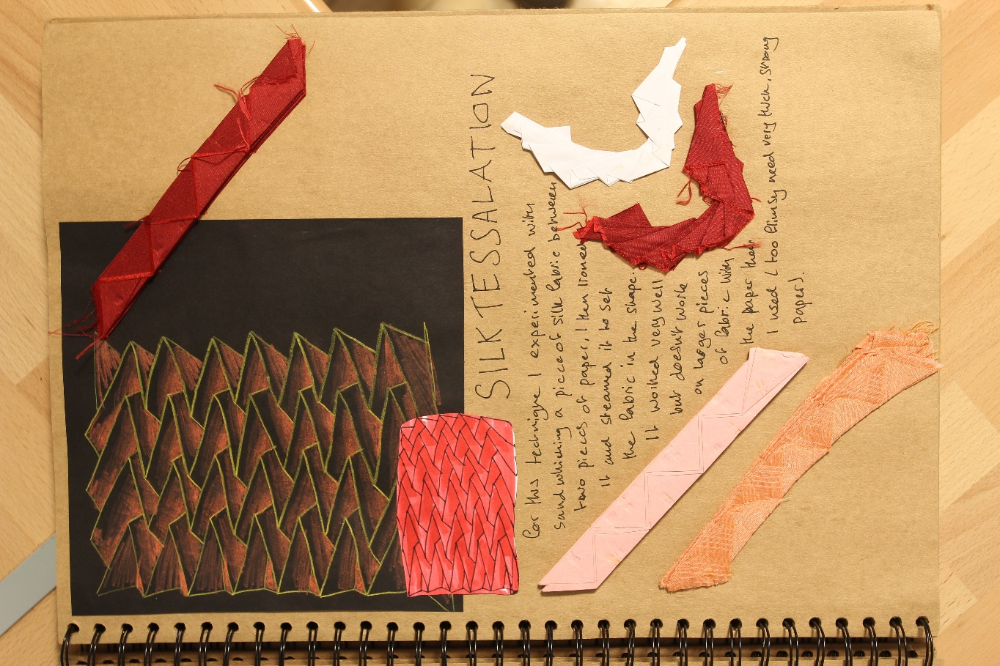 SILK TESSALATION
for this technique I experimented with
sandwhiching a piece of silk fabric between
two pieces of paper, I then Iioned
it and steamed it to set
the fabric in the shape.
It worked very well
but doesn't work
on larger pieces
of fabric with
the paper that
I used (too flimsy need very thick, strong
paper).